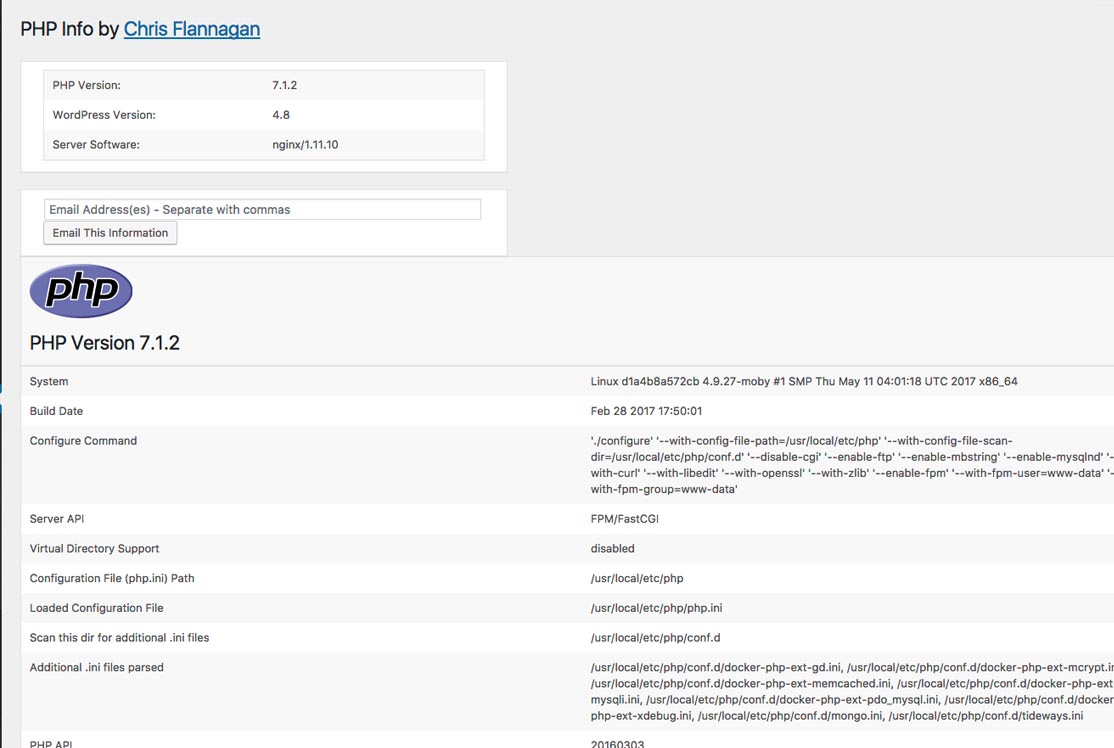 PHP Info by Chris Flannagan
PHP Version: 7.1.2
WordPress Version: 4.8
Server Software: nginx/1.11.10
Email Address(es) - Separate with commas
Email This Information
php
PHP Version 7.1.2
System Linux d1a4b8a572cb 4.9.27-moby #1 SMP Thu May 11 04:01:18 UTC 2017 x86_64
Build Date Feb 28 2017 17:50:01
Configure Command './configure' '--with-config-file-path=/usr/local/etc/php' '--with-config-file-scan-
dir=/usr/local/etc/php/conf.d' '--disable-cgi' '--enable-ftp' '--enable-mbstring' '--enable-mysqlnd' '-
with-curl' '--with-libedit' '--with-openssl' '--with-zlib' '--enable-fpm' '--with-fpm-user=www-data' '-
with-fpm-group=www-data'
Server API FPM/FastCGI
Virtual Directory Support disabled
Configuration File (php.ini) Path /usr/local/etc/php
Loaded Configuration File /usr/local/etc/php/php.ini
Scan this dir for additional .ini files /usr/local/etc/php/conf.d
Additional .ini files parsed /usr/local/etc/php/conf.d/docker-php-ext-gd.ini, /usr/local/etc/php/conf.d/docker-php-ext-mcrypt.in
/usr/local/etc/php/conf.d/docker-php-ext-memcached.ini, /usr/local/etc/php/conf.d/docker-php-ext
mysqli.ini, /usr/local/etc/php/conf.d/docker-php-ext-pdo_mysql.ini, /usr/local/etc/php/conf.d/docker
php-ext-xdebug.ini, /usr/local/etc/php/conf.d/mongo.ini, /usr/local/etc/php/conf.d/tideways.ini
PHP API 20160303